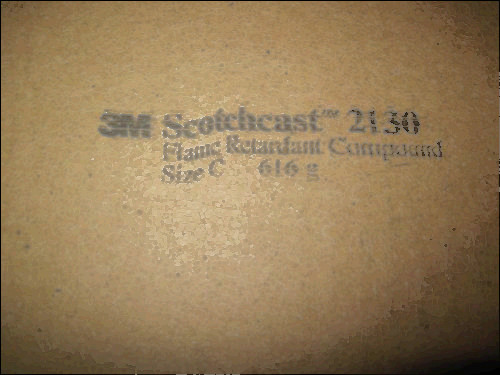 3M Scotchcast™ 2130
Flame Retardant Compound
Size C 616 g